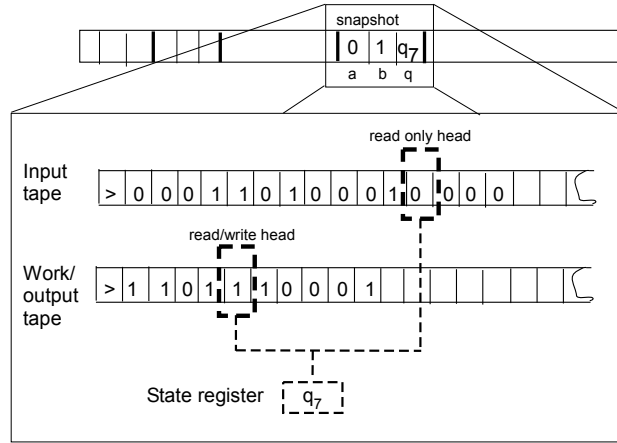 snapshot
0 1 q7
a b q
read only head
Input
tape
> 0 0 0 1 1 0 1 0 0 0 1 0 0 0 0
read/write head
Work/
output
tape
> 1 1 0 1 1 1 0 0 0 1
State register q7